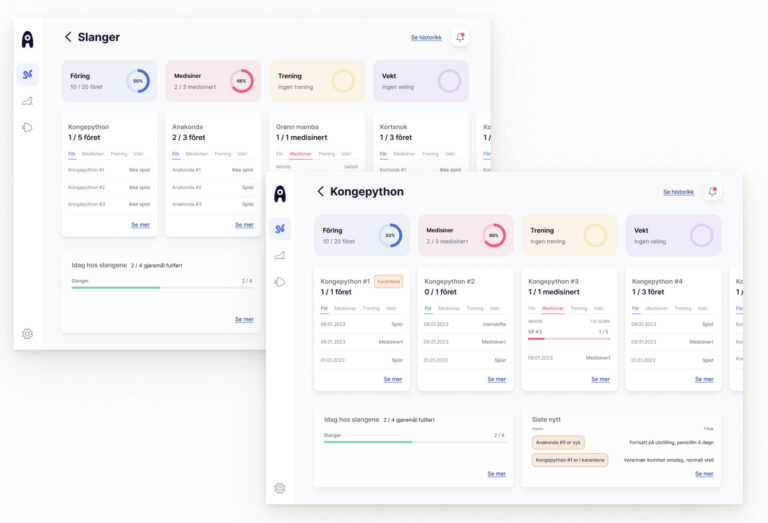 Slanger
Se historikk
Fôring
10 / 20 fôret
50%
Medisiner
2 / 3 medisinert
66%
Trening
Ingen trening
Vekt
Ingen veiing
Kongepython
1 / 5 fôret
Fôr Medisiner Trening Vekt
Kongepython #1 Ikke spist
Kongepython #2 Ikke spist
Kongepython #3 Ikke spist
Se mer
Anakonda
2 / 3 fôret
Fôr Medisiner Trening Vekt
Anakonda #1 Ikke spist
Anakonda #2 Spist
Anakonda #3 Spist
Se mer
Grønn mamba
1 / 1 medisinert
Fôr Medisiner Trening Vekt
INDIVID DAGER
Kortsnok
1 / 3 fôret
Fôr Medisiner Trening Vekt
Kortsnok #1 Spist
Ko
1 /
Fôr
Kon
Idag hos slangene 2 / 4 gjøremål fullført
Slanger 2 / 4
Se mer
Kongepython
Se historikk
Fôring
10 / 20 fôret
50%
Medisiner
2 / 3 medisinert
66%
Trening
Ingen trening
Vekt
Ingen veiing
Kongepython #1 Karantene
1 / 1 fôret
Fôr Medisiner Trening Vekt
09.01.2023 Spist
09.01.2023 Medisinert
01.01.2023 Spist
Se mer
Kongepython #2
0 / 1 fôret
Fôr Medisiner Trening Vekt
09.01.2023 Hamskifte
09.01.2023 Medisinert
01.01.2023 Spist
Se mer
Kongepython #3
1 / 1 medisinert
Fôr Medisiner Trening Vekt
INDIVID TIS IGJEN
KP #3 1 / 5
09.01.2023 Medisinert
Se mer
Kongepython #4
1 / 3 fôret
Fôr Medisiner Trening Vekt
09.01.2023 Spist
09.01.2023 Medisinert
01.01.2023 Spist
Se mer
Ko
1 /
Fôr
Idag hos slangene 2 / 4 gjøremål fullført
Slanger 2 / 4
Se mer
Siste nytt
Anakonda #5 er syk Fortsatt på utstilling, penicillin 4 døgn
Kongepython #1 er i karantene Veterinær kommer onsdag, normalt stell
Se mer